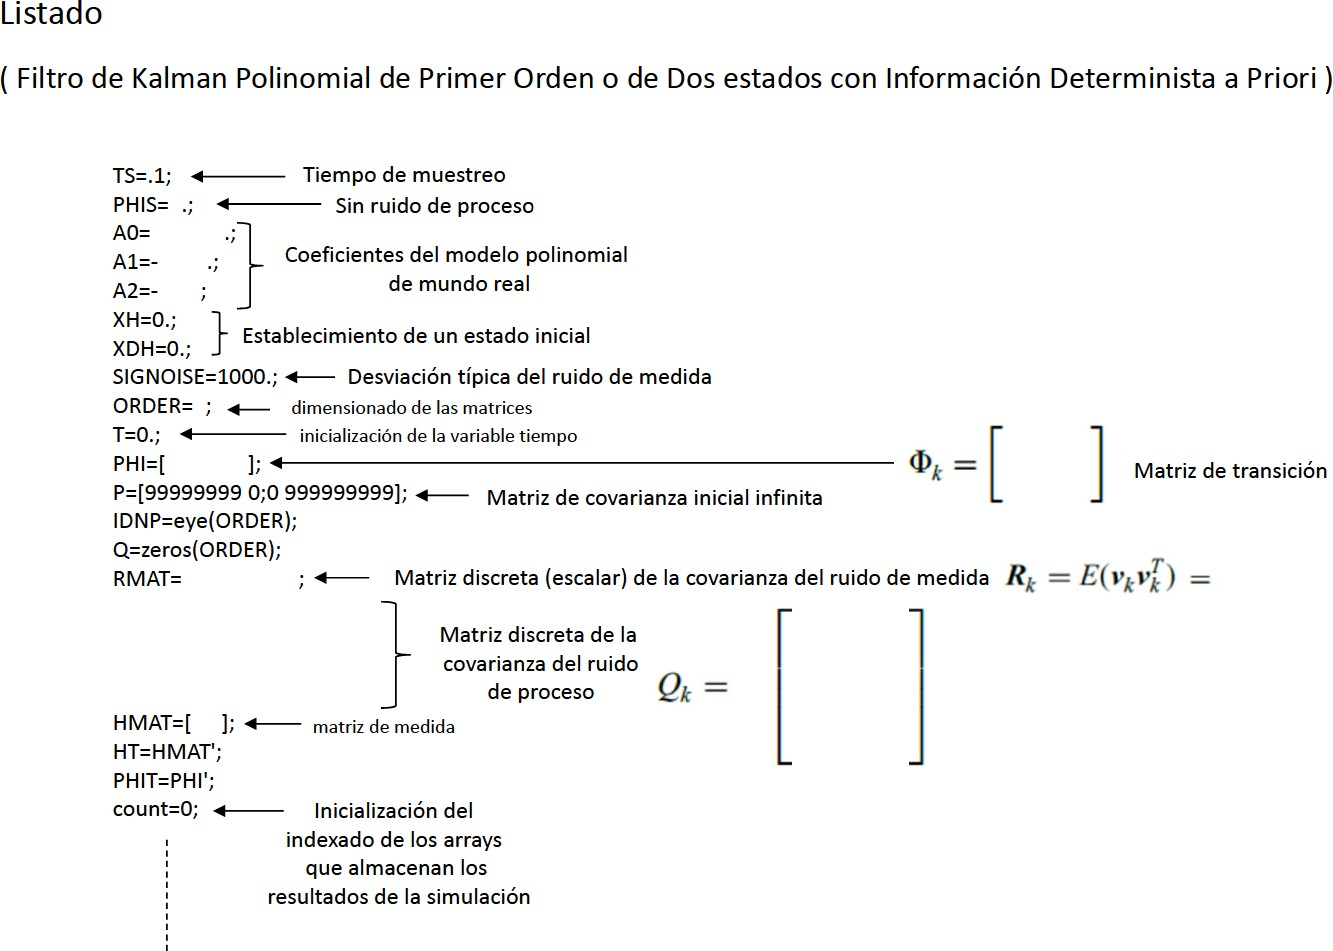 Listado
( Filtro de Kalman Polinomial de Primer Orden o de Dos estados con Información Determinista a Priori )
TS=.1; Tiempo de muestreo
PHIS= .; Sin ruido de proceso
A0= .;
A1=- .; Coeficientes del modelo polinomial
A2=- ; de mundo real
XH=0.;
XDH=0.; Establecimiento de un estado inicial
SIGNOISE=1000.; Desviación típica del ruido de medida
ORDER= ; dimensionado de las matrices
T=0.; inicialización de la variable tiempo
PHI=[ ]; Φk = [ ] Matriz de transición
P=[99999999 0;0 999999999]; Matriz de covarianza inicial infinita
IDNP=eye(ORDER);
Q=zeros(ORDER);
RMAT= ; Matriz discreta (escalar) de la covarianza del ruido de medida Rk = E(vkvkT) =
Matriz discreta de la
covarianza del ruido
de proceso Qk = [ ]
HMAT=[ ]; matriz de medida
HT=HMAT';
PHIT=PHI';
count=0; Inicialización del
indexado de los arrays
que almacenan los
resultados de la simulación